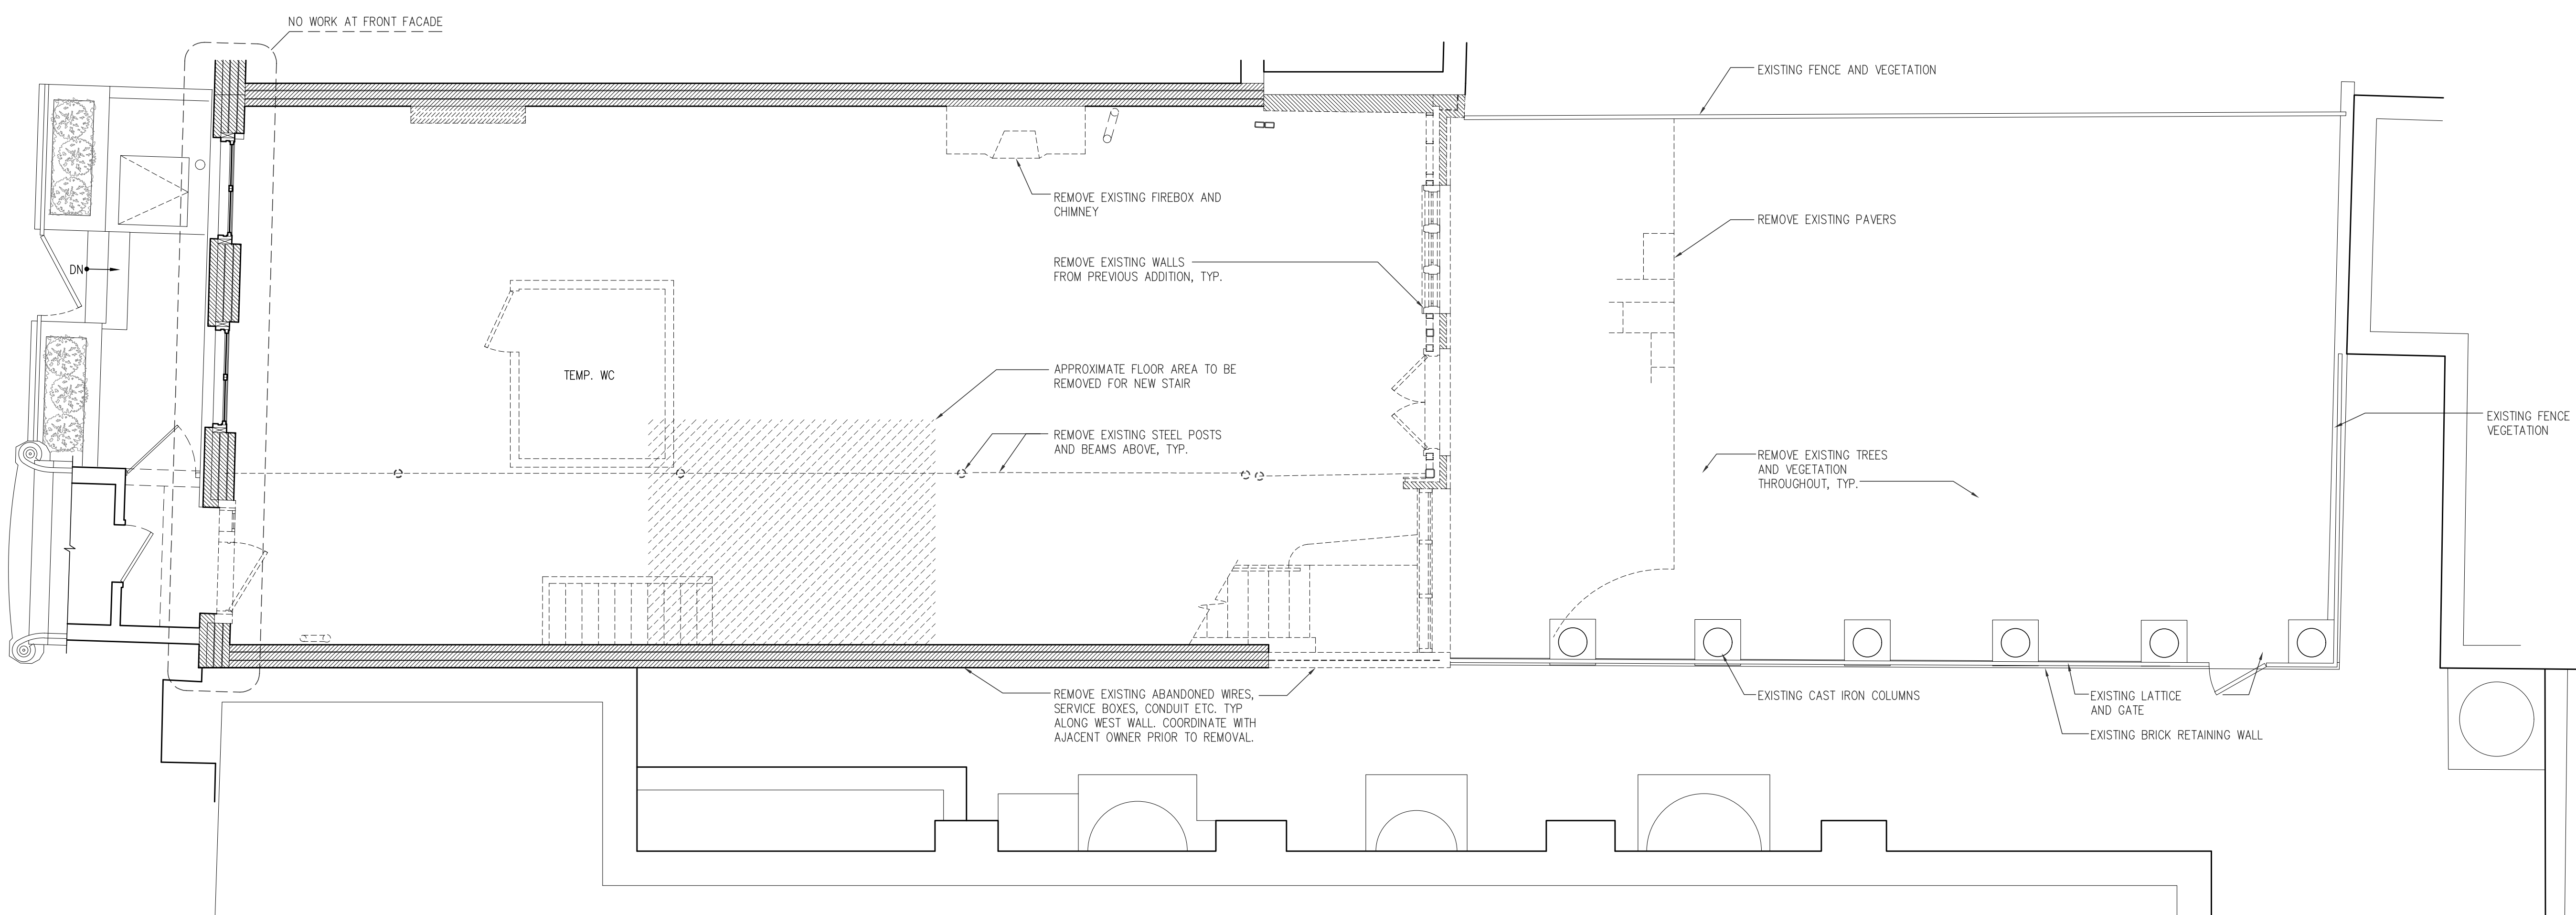 NO WORK AT FRONT FACADE
EXISTING FENCE AND VEGETATION
REMOVE EXISTING FIREBOX AND
CHIMNEY
REMOVE EXISTING PAVERS
REMOVE EXISTING WALLS
FROM PREVIOUS ADDITION, TYP.
DN
TEMP. WC
APPROXIMATE FLOOR AREA TO BE
REMOVED FOR NEW STAIR
REMOVE EXISTING STEEL POSTS
AND BEAMS ABOVE, TYP.
REMOVE EXISTING TREES
AND VEGETATION
THROUGHOUT, TYP.
EXISTING FENCE
VEGETATION
REMOVE EXISTING ABANDONED WIRES,
SERVICE BOXES, CONDUIT ETC. TYP
ALONG WEST WALL. COORDINATE WITH
AJACENT OWNER PRIOR TO REMOVAL.
EXISTING CAST IRON COLUMNS
EXISTING LATTICE
AND GATE
EXISTING BRICK RETAINING WALL